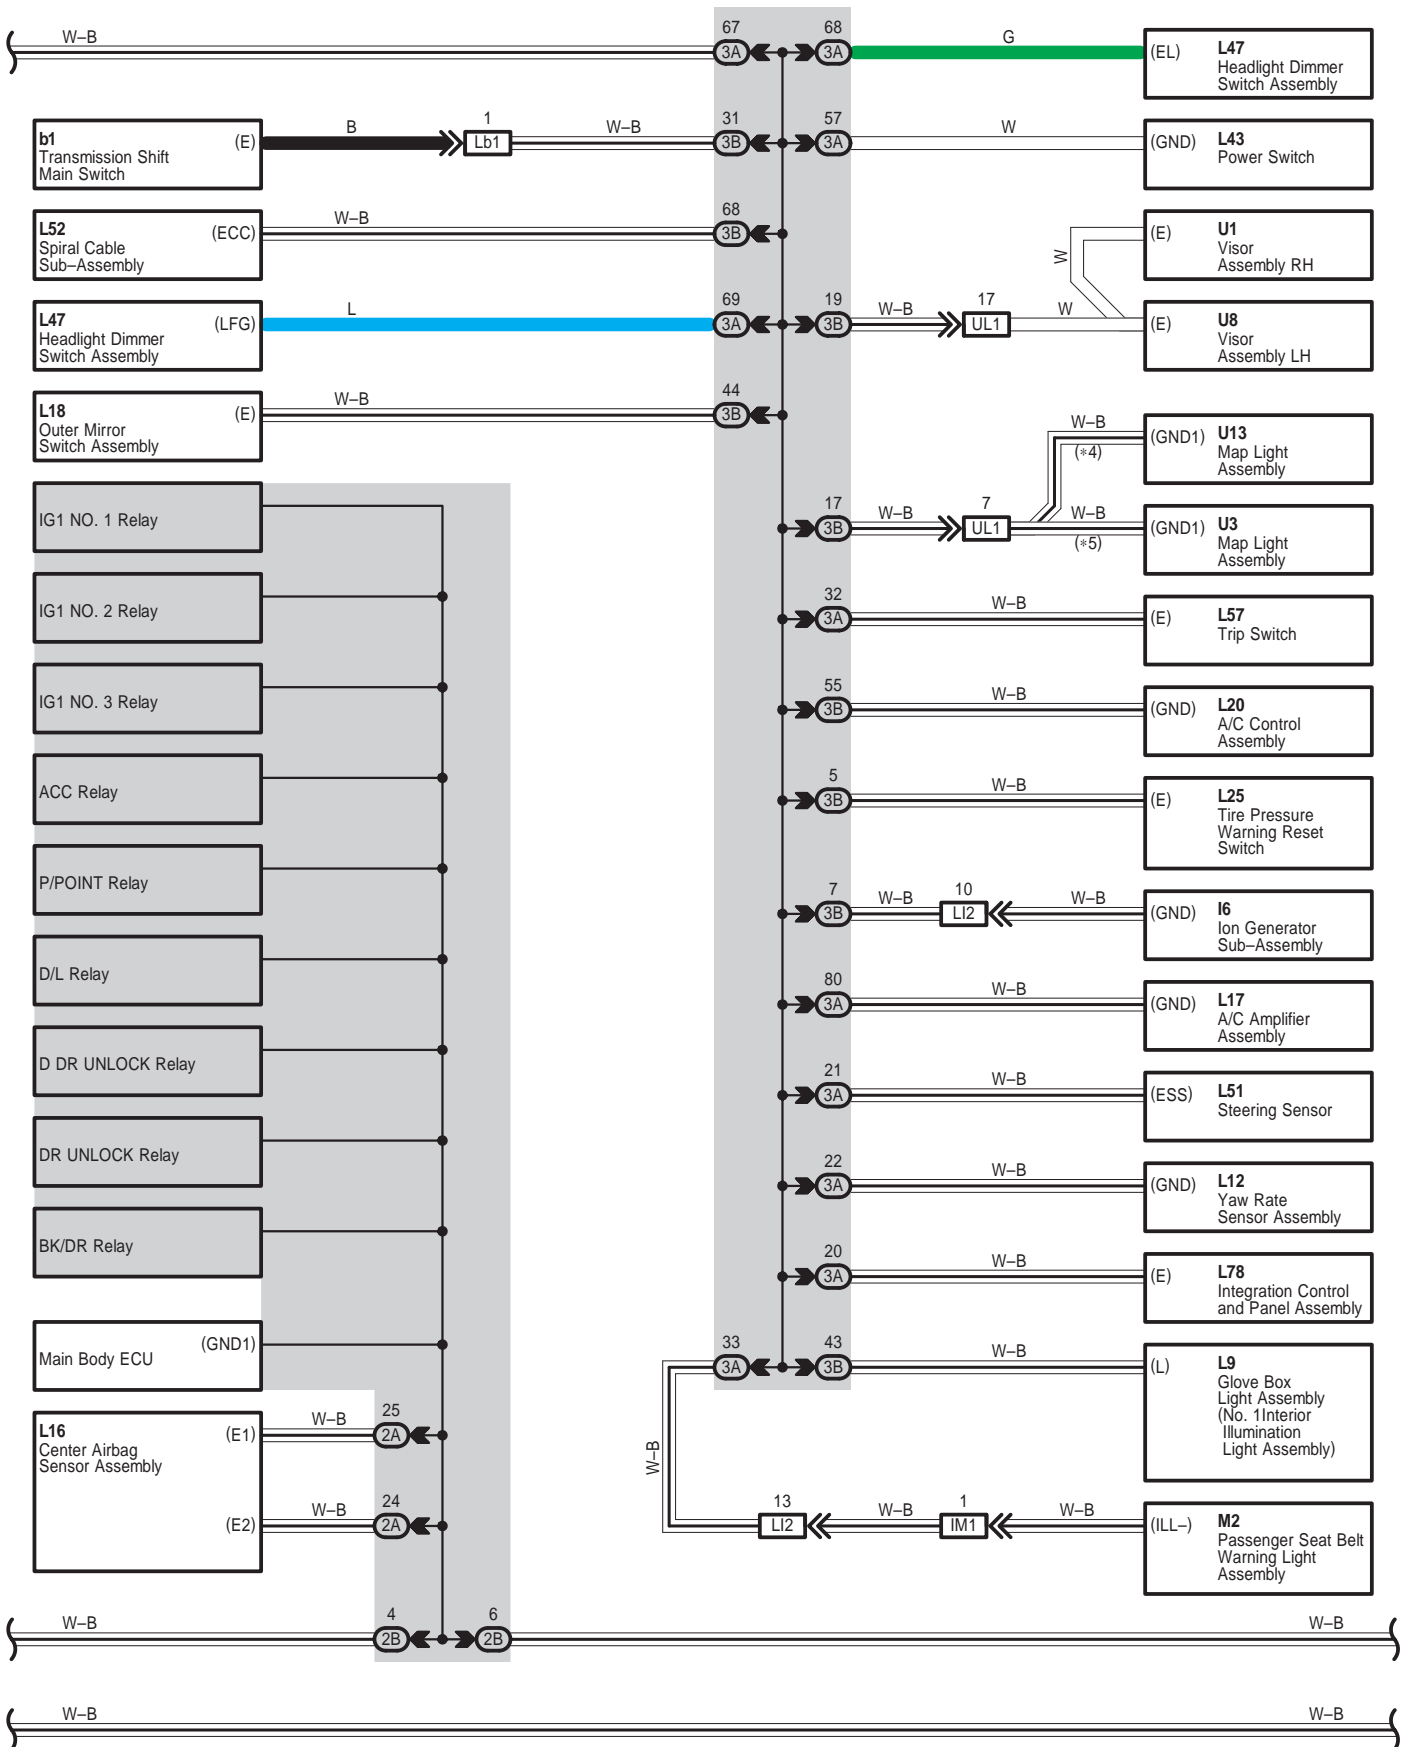 W–B
67
3A
68
3A
G
(EL)
L47
Headlight Dimmer
Switch Assembly
b1
Transmission Shift
Main Switch
(E)
B
1
Lb1
W–B
31
3B
57
3A
W
(GND)
L43
Power Switch
L52
Spiral Cable
Sub–Assembly
(ECC)
W–B
68
3B
W
(E)
U1
Visor
Assembly RH
L47
Headlight Dimmer
Switch Assembly
(LFG)
L
69
3A
19
3B
W–B
17
UL1
W
(E)
U8
Visor
Assembly LH
L18
Outer Mirror
Switch Assembly
(E)
W–B
44
3B
W–B
(*4)
(GND1)
U13
Map Light
Assembly
17
3B
W–B
7
UL1
W–B
(*5)
(GND1)
U3
Map Light
Assembly
IG1 NO. 1 Relay
IG1 NO. 2 Relay
IG1 NO. 3 Relay
ACC Relay
P/POINT Relay
D/L Relay
D DR UNLOCK Relay
DR UNLOCK Relay
BK/DR Relay
Main Body ECU
(GND1)
32
3A
W–B
(E)
L57
Trip Switch
55
3B
W–B
(GND)
L20
A/C Control
Assembly
5
3B
W–B
(E)
L25
Tire Pressure
Warning Reset
Switch
7
3B
W–B
10
LI2
W–B
(GND)
I6
Ion Generator
Sub–Assembly
80
3A
W–B
(GND)
L17
A/C Amplifier
Assembly
21
3A
W–B
(ESS)
L51
Steering Sensor
22
3A
W–B
(GND)
L12
Yaw Rate
Sensor Assembly
20
3A
W–B
(E)
L78
Integration Control
and Panel Assembly
33
3A
43
3B
W–B
(L)
L9
Glove Box
Light Assembly
(No. 1Interior
Illumination
Light Assembly)
L16
Center Airbag
Sensor Assembly
(E1)
W–B
25
2A
(E2)
W–B
24
2A
W–B
13
LI2
W–B
1
IM1
W–B
(ILL–)
M2
Passenger Seat Belt
Warning Light
Assembly
W–B
4
2B
6
2B
W–B
W–B
W–B